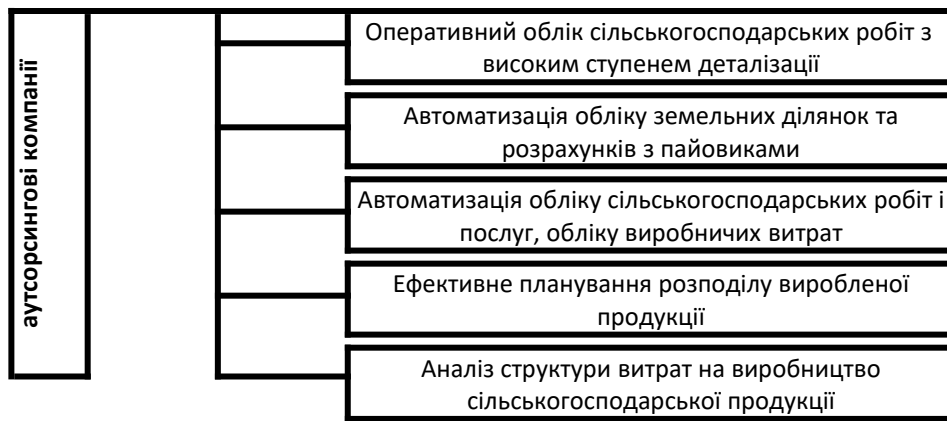 аутсорсингові компанії
Оперативний облік сільськогосподарських робіт з
високим ступенем деталізації
Автоматизація обліку земельних ділянок та
розрахунків з пайовиками
Автоматизація обліку сільськогосподарських робіт і
послуг, обліку виробничих витрат
Ефективне планування розподілу виробленої
продукції
Аналіз структури витрат на виробництво
сільськогосподарської продукції